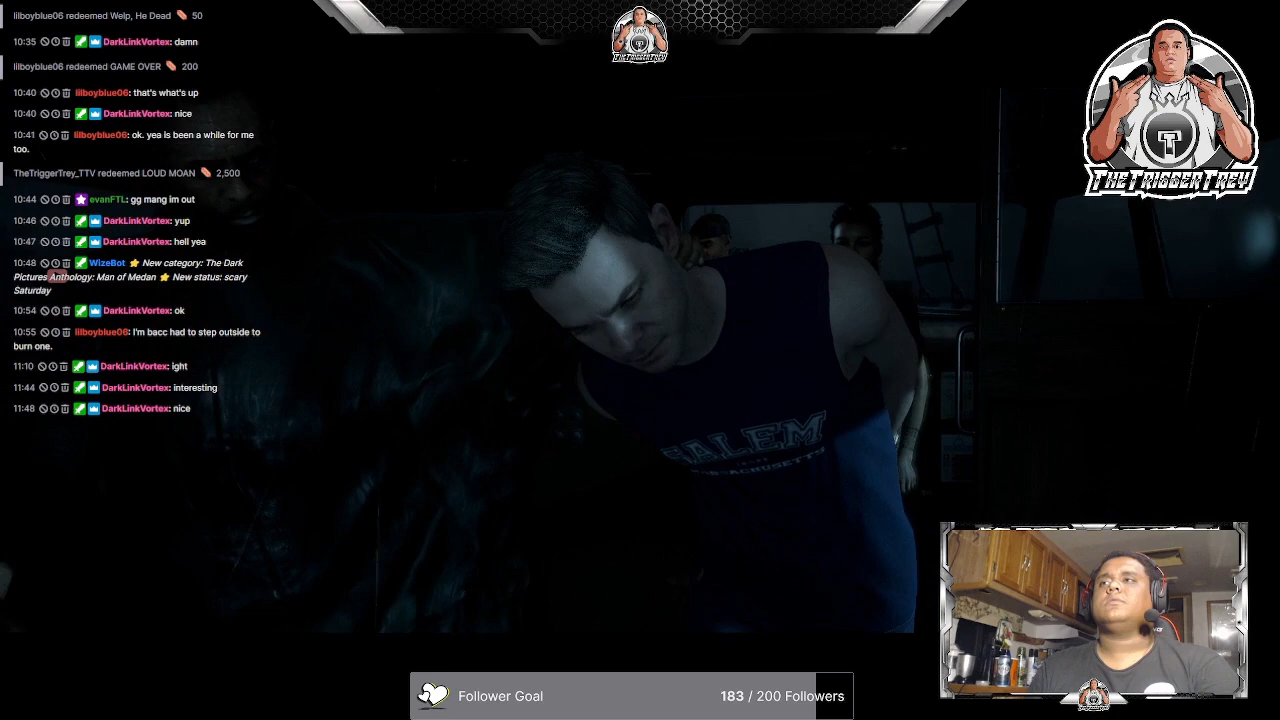 lilboyblue06 redeemed Welp, He Dead 50
10:35 DarkLinkVortex: damn
lilboyblue06 redeemed GAME OVER 200
10:40 lilboyblue06: that's what's up
10:40 DarkLinkVortex: nice
10:41 lilboyblue06: ok. yea Is been a while for me
too.
TheTriggerTrey_TTV redeemed LOUD MOAN 2,500
10:44 evanFTL: gg mang im out
10:46 DarkLinkVortex: yup
10:47 DarkLinkVortex: hell yea
10:48 WizeBot New category: The Dark
Pictures Anthology: Man of Medan New status: scary
Saturday
10:54 DarkLinkVortex: ok
10:55 lilboyblue06: I'm bacc had to step outside to
burn one.
11:10 DarkLinkVortex: ight
11:44 DarkLinkVortex: interesting
11:48 DarkLinkVortex: nice
THETRIGGERTREY
T
THETRIGGERTREY
SALEM
Follower Goal 183 / 200 Followers